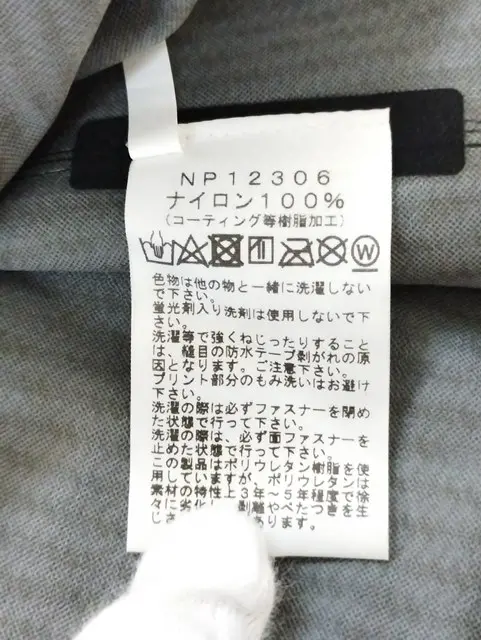 NP12306
ナイロン100%
(コーティング等樹脂加工)
W
色物は他の物と一緒に洗濯しない
で下さい。
蛍光剤入り洗剤は使用しないで下
さい。
洗濯等で強くねじったりすること
は、縫目の防水テープ剥がれの原
因となります。ご注意下さい。
プリント部分のもみ洗いはお避け
下さい。
洗濯の際は必ずファスナーを閉め
た状態で行って下さい。
洗濯の際は、必ず面ファスナーを
止めた状態で行って下さい。
この製品はポリウレタン樹脂を使
用していますが、ポリウレタンは
素材の特性上3年~5年程度で徐
々に劣化し、剥離やべたつきを生
じさ あります。